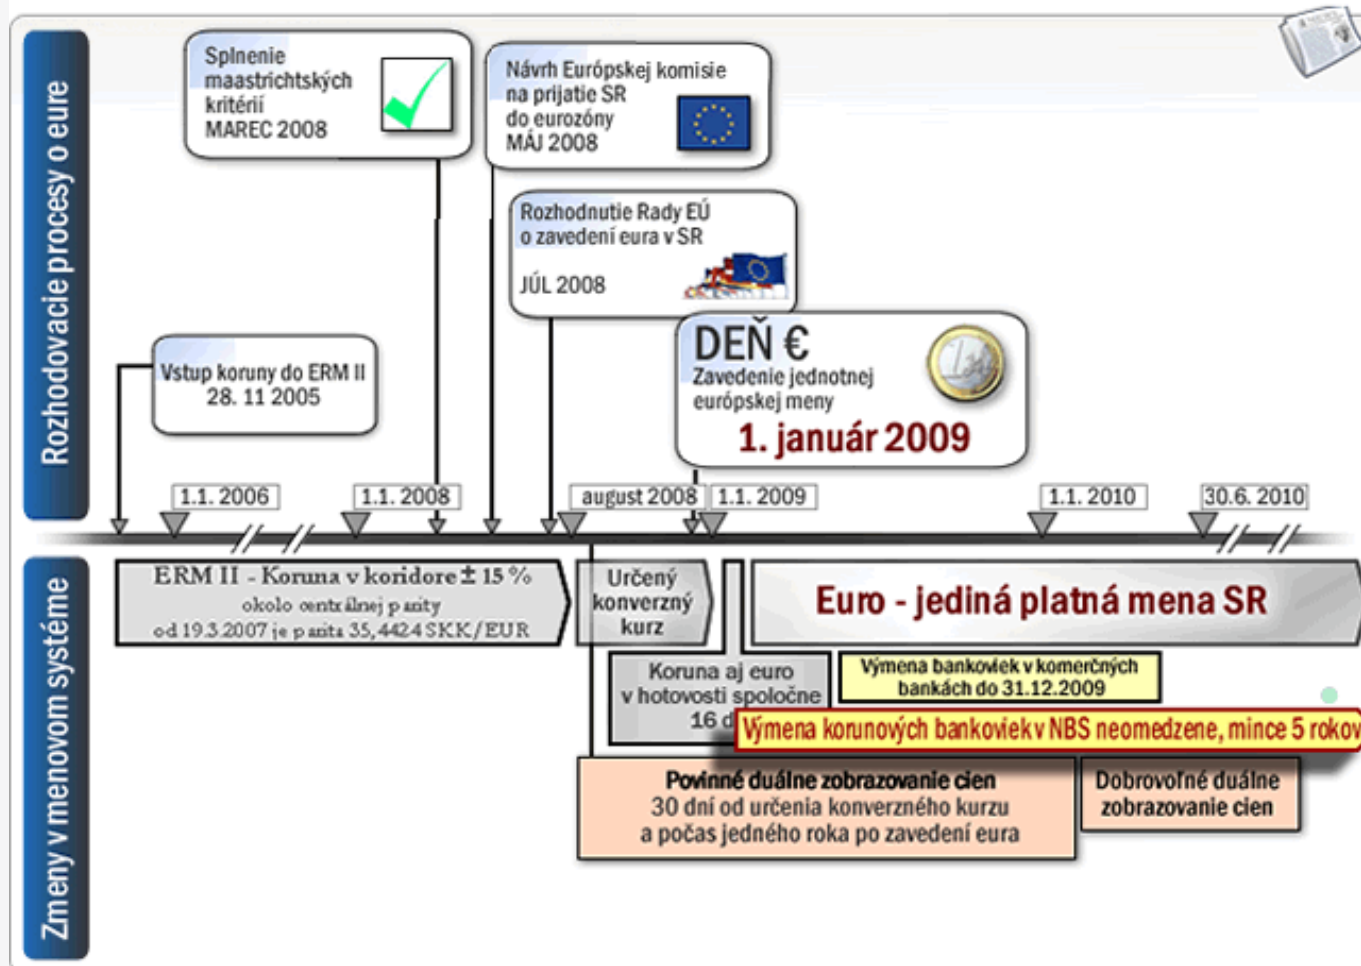 Rozhodovacie procesy o eure
Splnenie
maastrichtských
kritérií
MAREC 2008
Návrh Európskej komisie
na prijatie SR
do eurozóny
MÁJ 2008
Rozhodnutie Rady EÚ
o zavedení eura v SR
JÚL 2008
Vstup koruny do ERM II
28. 11 2005
DEŇ €
Zavedenie jednotnej
európskej meny
1. január 2009
1.1. 2006
1.1. 2008
august 2008
1.1. 2009
1.1. 2010
30.6. 2010
Zmeny v menovom systéme
ERM II - Koruna v koridore ± 15 %
okolo centrálnej parity
od 19.3.2007 je parita 35,4424 SKK/EUR
Určený
konverzný
kurz
Euro - jediná platná mena SR
Koruna aj euro
v hotovosti spoločne
16
Výmena bankoviek v komerčných
bankách do 31.12.2009
Výmena korunových bankoviek v NBS neomedzene, mince 5 rokov
Povinné duálne zobrazovanie cien
30 dní od určenia konverzného kurzu
a počas jedného roka po zavedení eura
Dobrovoľné duálne
zobrazovanie cien